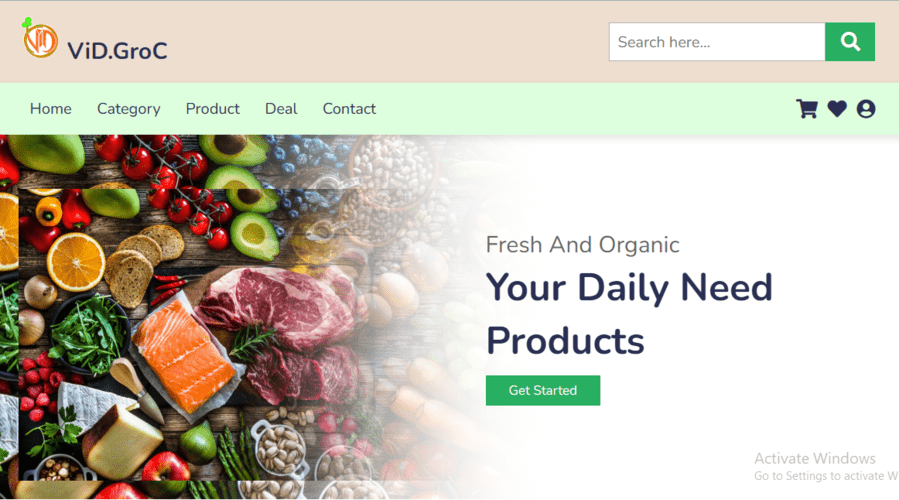 ViD
ViD.GroC
Search here...
Home Category Product Deal Contact
Fresh And Organic
Your Daily Need
Products
Get Started
Activate Windows
Go to Settings to activate W